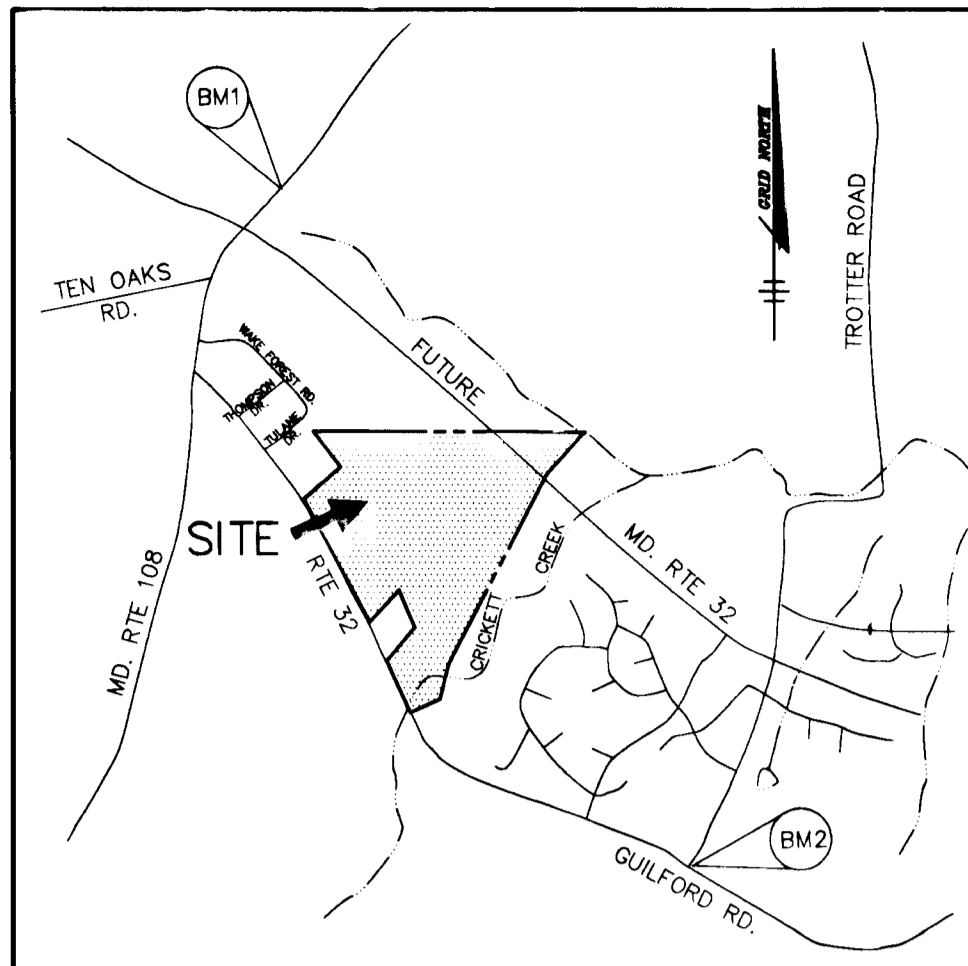 BM1
GRID NORTH
TROTTER ROAD
TEN OAKS
RD.
WAKE FOREST RD.
FUTURE
THOMPSON
DR.
TULANE
DR.
SITE
RTE 32
MD. RTE 108
CREEK
CRICKETT
MD. RTE 32
BM2
GUILFORD RD.